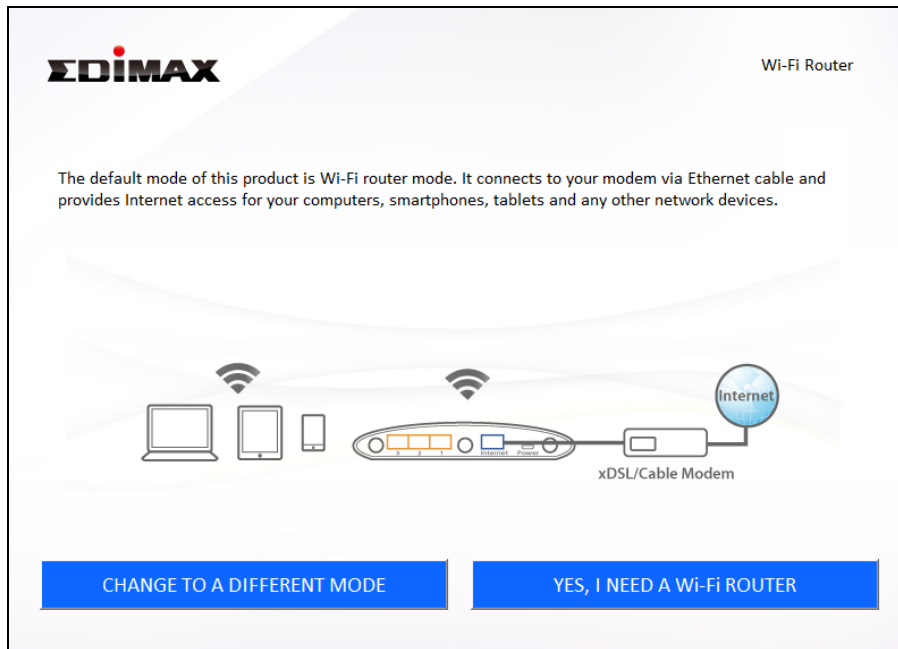 EDIMAX
Wi-Fi Router
The default mode of this product is Wi-Fi router mode. It connects to your modem via Ethernet cable and
provides Internet access for your computers, smartphones, tablets and any other network devices.
Internet
3 2 1 Internet Power
xDSL/Cable Modem
CHANGE TO A DIFFERENT MODE
YES, I NEED A Wi-Fi ROUTER